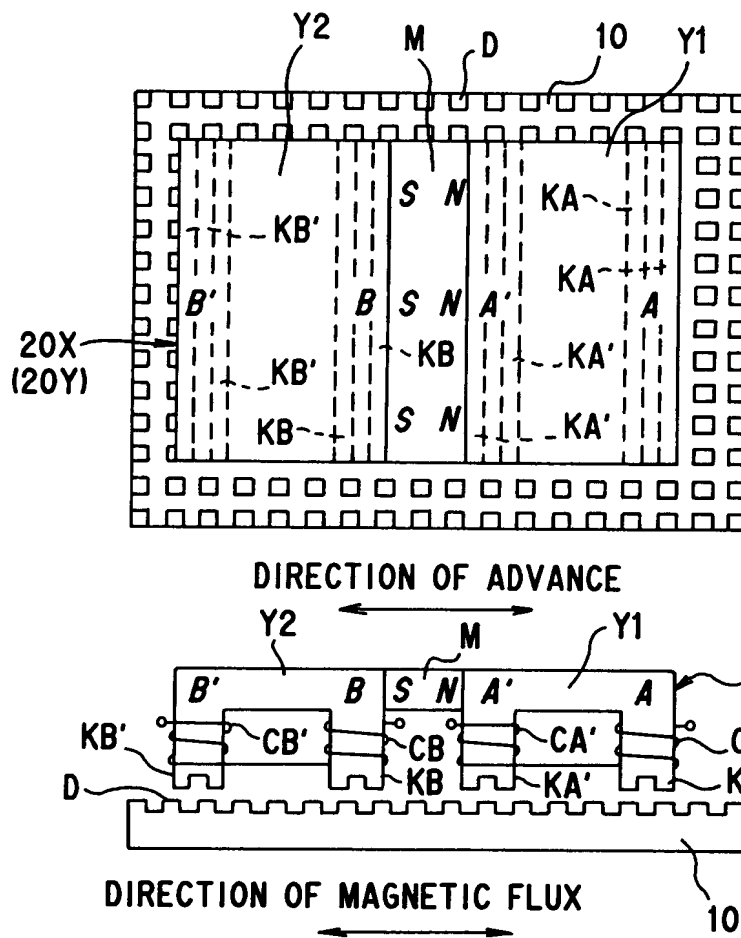 Y2 M D 10 Y1
S N
KB' KA
KA
B' B S N A' A
20X
(20Y)
KB KA'
KB'
KB S N KA'
DIRECTION OF ADVANCE
Y2 M Y1
B' B S N A' A
KB' CB' CB CA' C
D KB KA' K
10
DIRECTION OF MAGNETIC FLUX